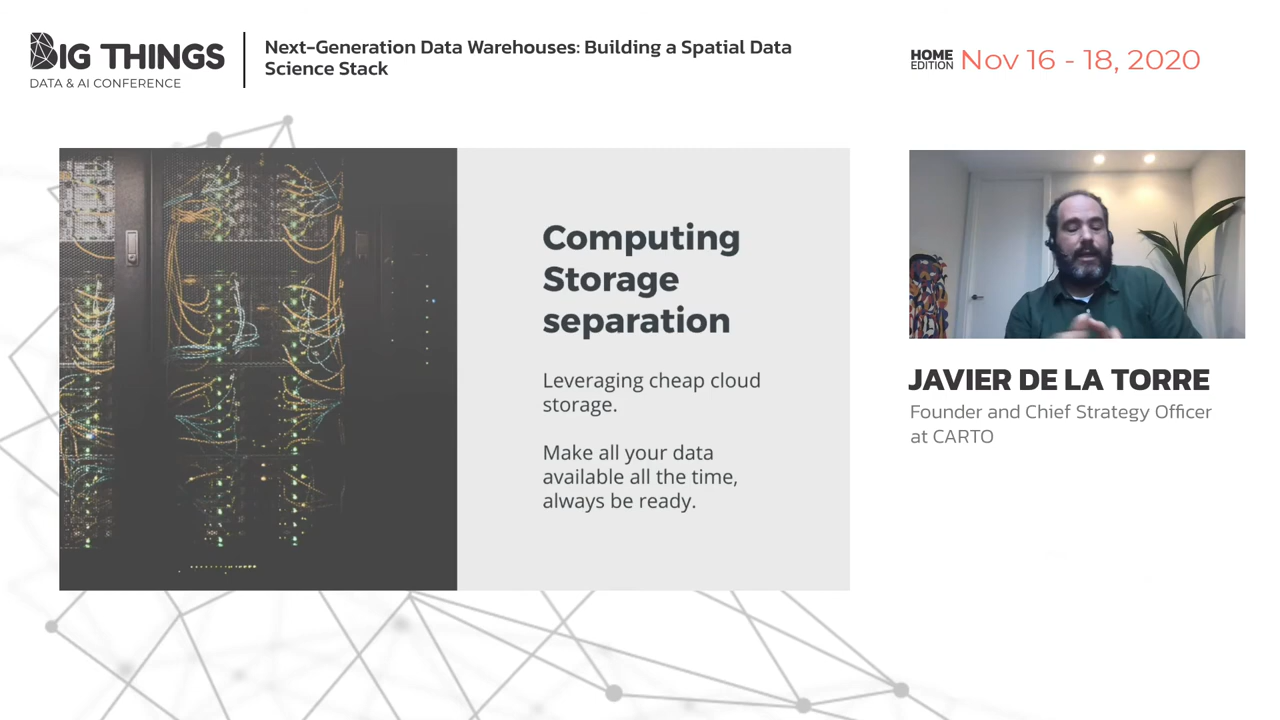 BIG THINGS
DATA & AI CONFERENCE
Next-Generation Data Warehouses: Building a Spatial Data
Science Stack
HOME
EDITION
Nov 16 - 18, 2020
Computing
Storage
separation
Leveraging cheap cloud
storage.
Make all your data
available all the time,
always be ready.
JAVIER DE LA TORRE
Founder and Chief Strategy Officer
at CARTO